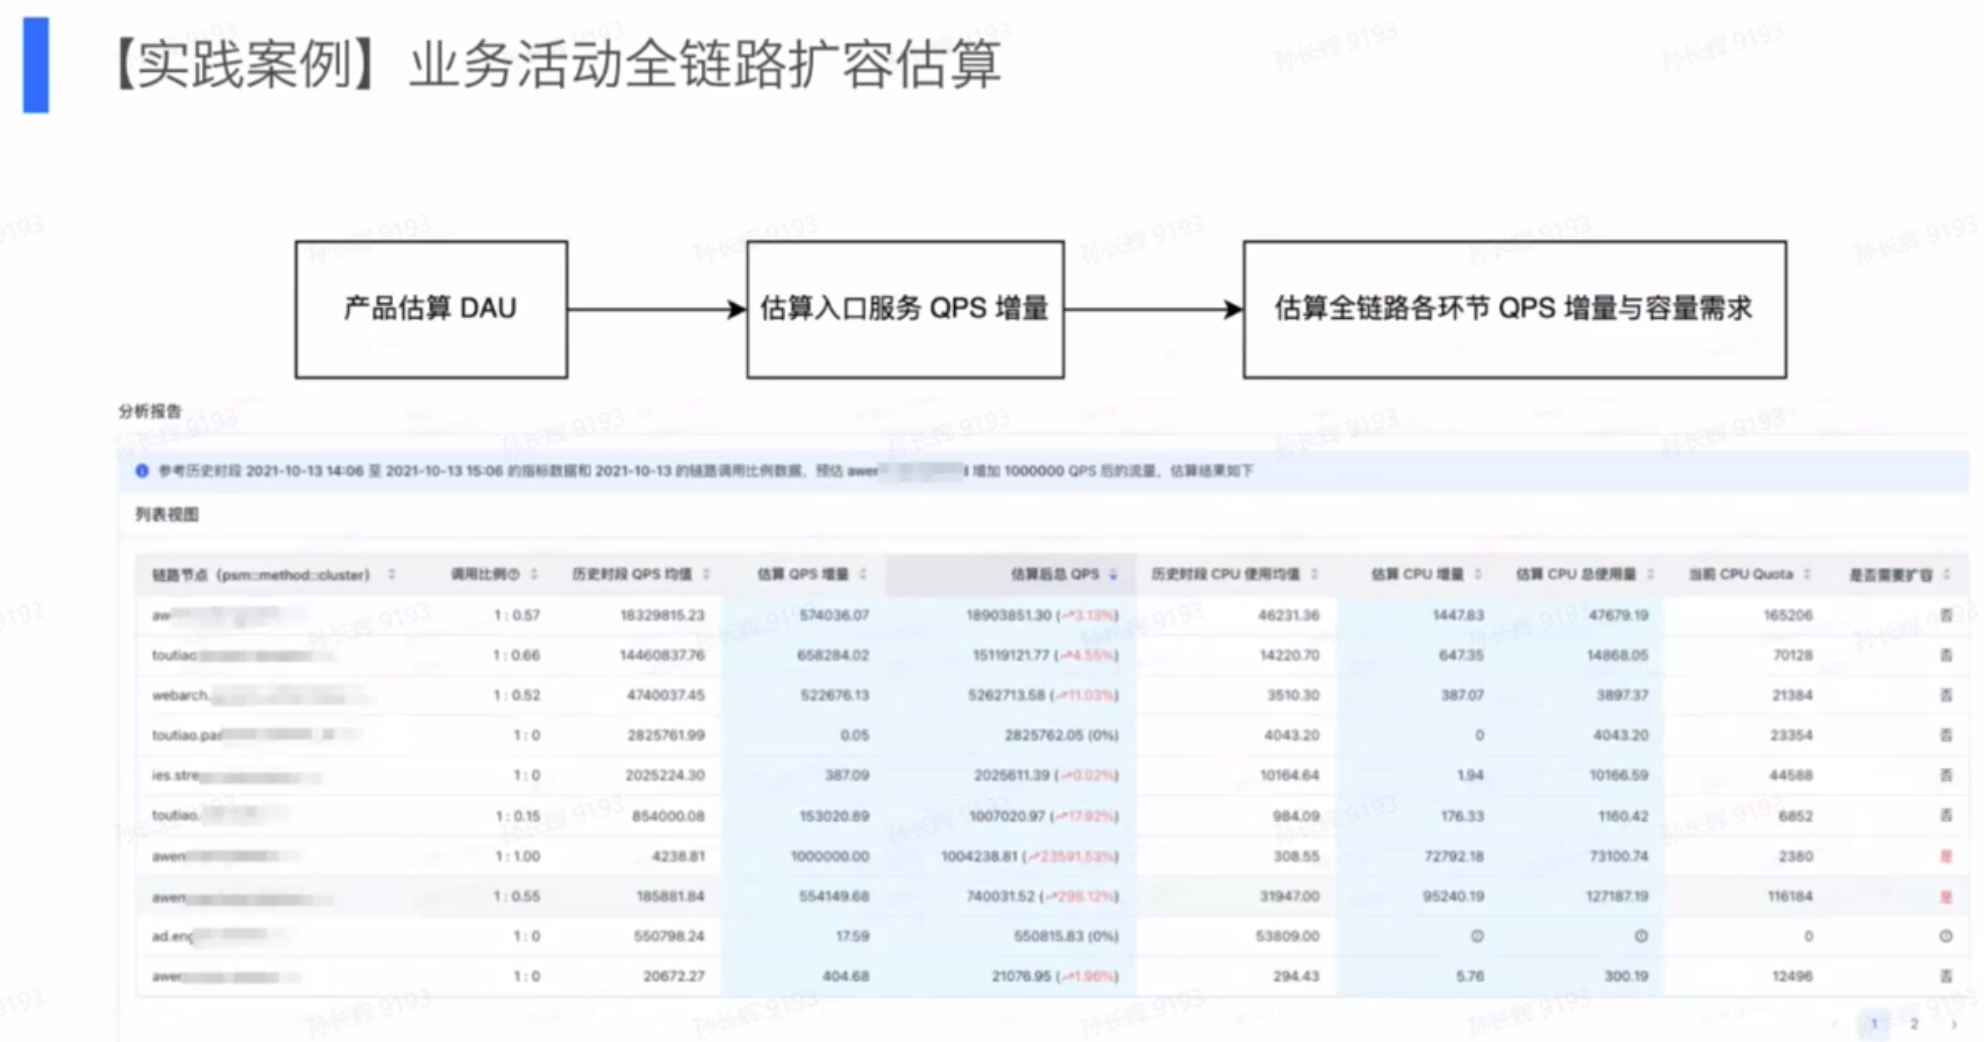 【实践案例】业务活动全链路扩容估算
产品估算 DAU
估算入口服务 QPS 增量
估算全链路各环节 QPS 增量与容量需求
分析报告
参考历史时段 2021-10-13 14:06 至 2021-10-13 15:06 的指标数据和 2021-10-13 的链路调用比例数据，预估 awe 增加 1000000 QPS 后的流量，估算结果如下
列表视图
链路节点（psm::method::cluster） 调用比例 历史时段 QPS 均值 估算 QPS 增量 估算后总 QPS 历史时段 CPU 使用均值 估算 CPU 增量 估算 CPU 总使用量 当前 CPU Quota 是否需要扩容
aw 1 : 0.57 18329815.23 574036.07 18903851.30 (3.13%) 46231.36 1447.83 47679.19 165206 否
toutiao 1 : 0.66 14460837.76 658284.02 15119121.77 (4.55%) 14220.70 647.35 14868.05 70128 否
webarch. 1 : 0.52 4740037.45 522676.13 5262713.58 (11.03%) 3510.30 387.07 3897.37 21384 否
toutiao.pas 1 : 0 2825761.99 0.05 2825762.05 (0%) 4043.20 0 4043.20 23354 否
ies.stre 1 : 0 2025224.30 387.09 2025611.39 (0.02%) 10164.64 1.94 10166.59 44588 否
toutiao. 1 : 0.15 854000.08 153020.89 1007020.97 (17.92%) 984.09 176.33 1160.42 6852 否
awem 1 : 1.00 4238.81 1000000.00 1004238.81 (23591.53%) 308.55 72792.18 73100.74 2380 是
awem 1 : 0.55 185881.84 554149.68 740031.52 (298.12%) 31947.00 95240.19 127187.19 116184 是
ad.eng 1 : 0 550798.24 17.59 550815.83 (0%) 53809.00 0
awe 1 : 0 20672.27 404.68 21076.95 (1.96%) 294.43 5.76 300.19 12496 否
1 2
孙长辉 9193